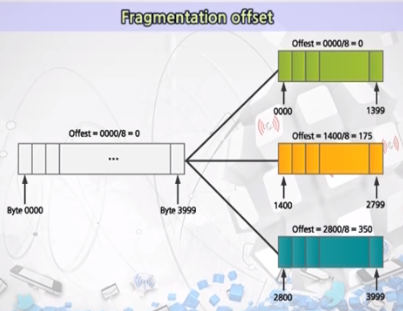 Fragmentation offset
Offest = 0000/8 = 0
0000
1399
Offest = 0000/8 = 0
...
Byte 0000
Byte 3999
Offest = 1400/8 = 175
1400
2799
Offest = 2800/8 = 350
2800
3999